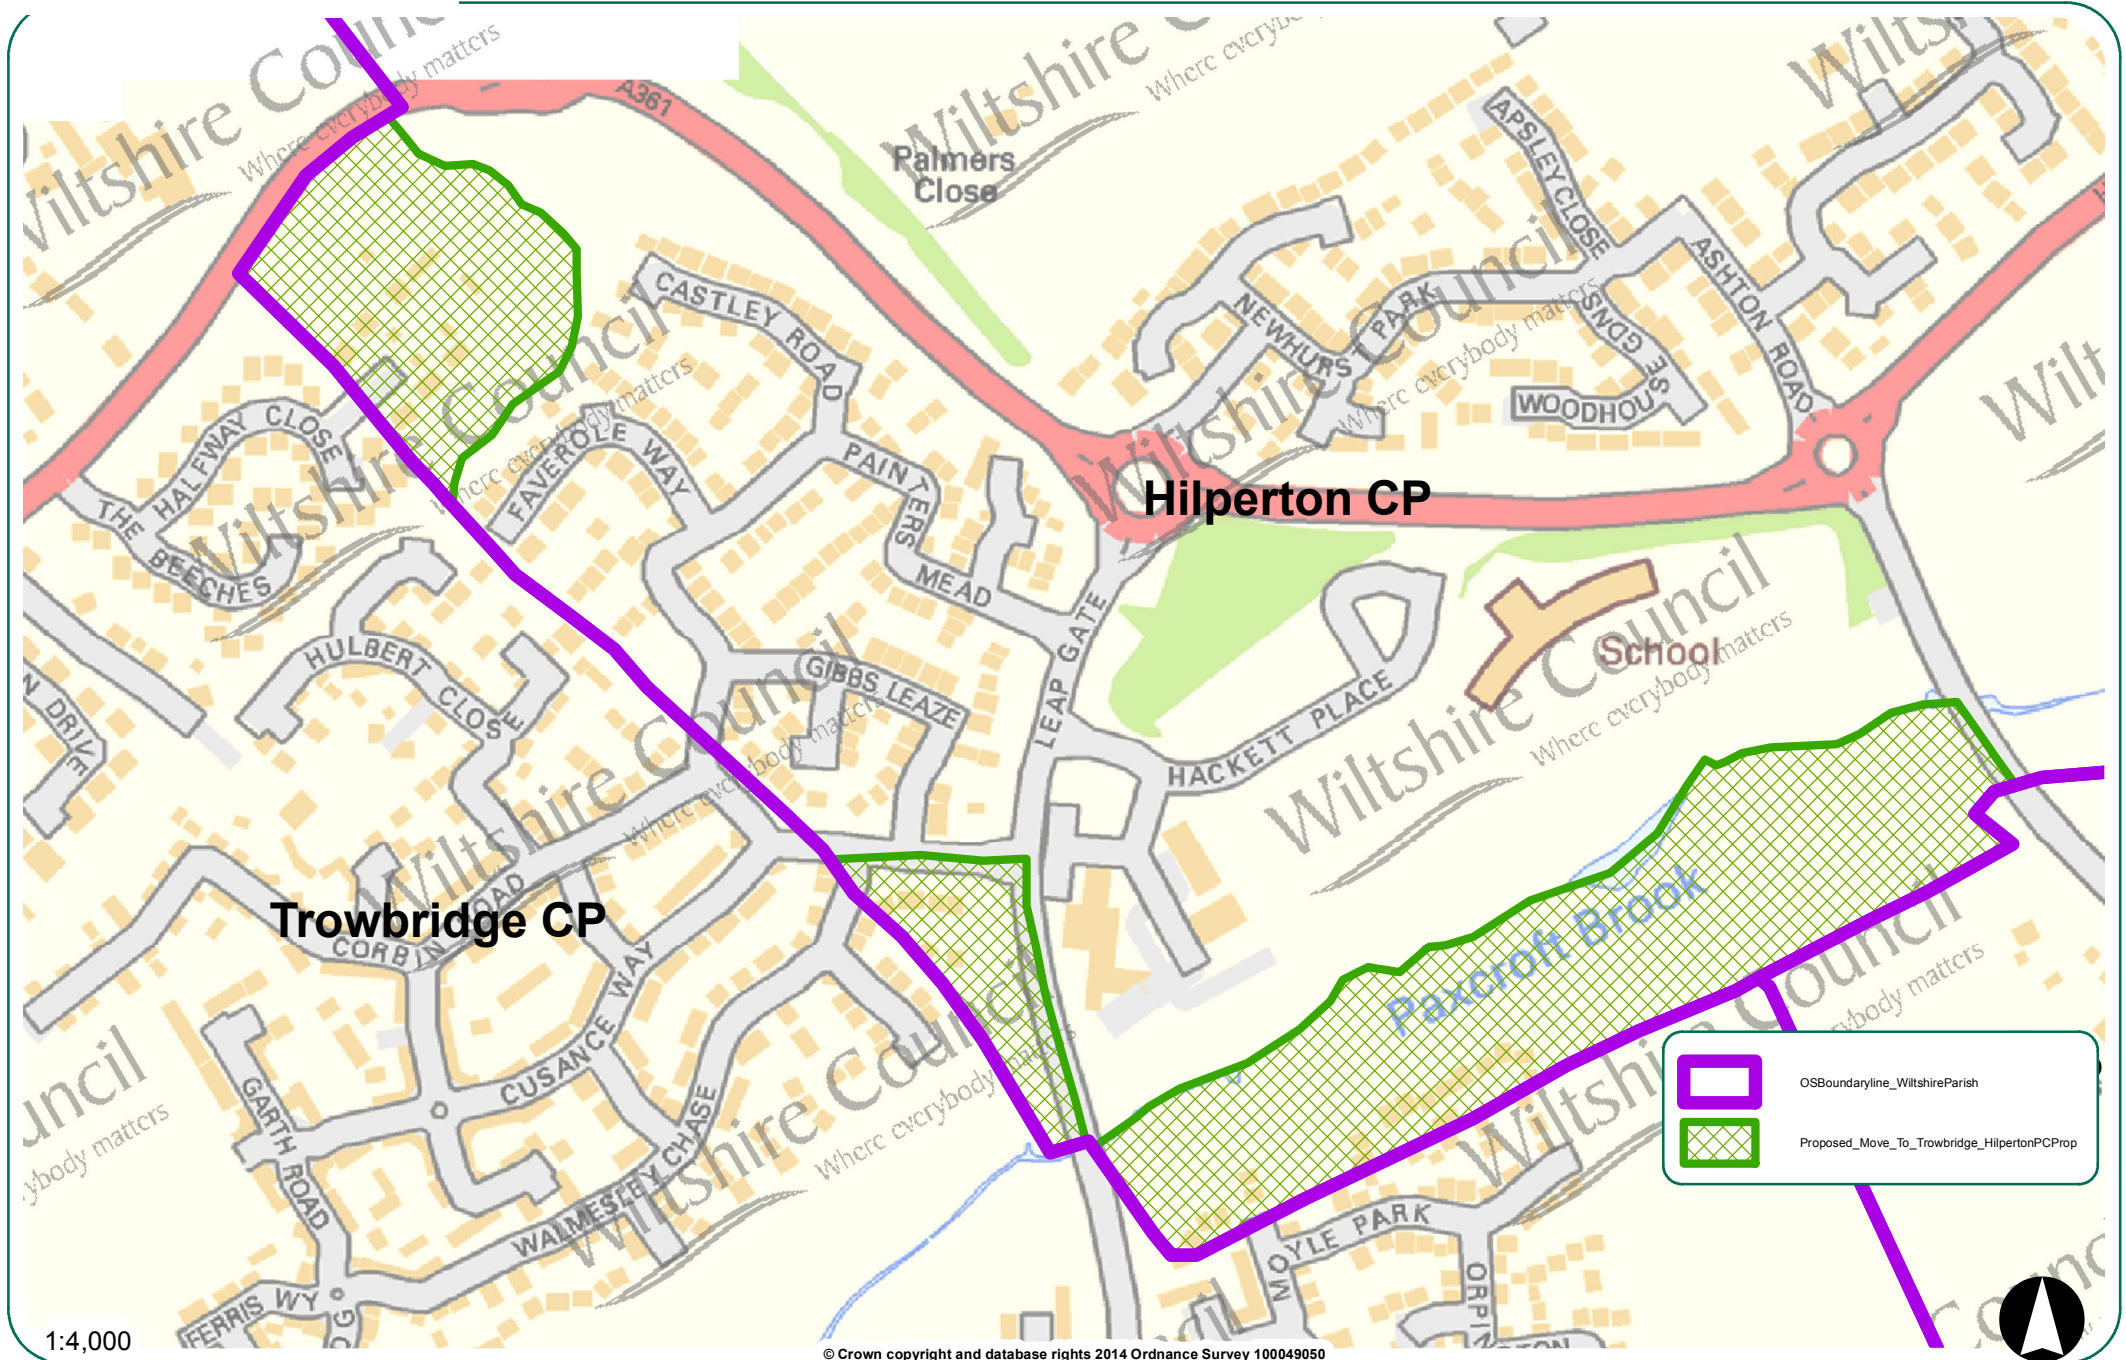 Wiltshire Council
Where everybody matters
A361
Palmers
Close
APSLEY CLOSE
ASHTON ROAD
CASTLEY ROAD
NEWHURST PARK
WOODHOUSE GDNS
HALFWAY CLOSE
THE BEECHES
FAVEROLE WAY
PAINTERS MEAD
Hilperton CP
HULBERT CLOSE
GIBBS LEAZE
LEAP GATE
HACKETT PLACE
School
N DRIVE
Trowbridge CP
CORBIN ROAD
Paxcroft Brook
CUSANCE WAY
GARTH ROAD
WALMESLEY CHASE
MOYLE PARK
FERRIS WY
OSBoundaryline_WiltshireParish
Proposed_Move_To_Trowbridge_HilpertonPCProp
1:4,000
© Crown copyright and database rights 2014 Ordnance Survey 100049050